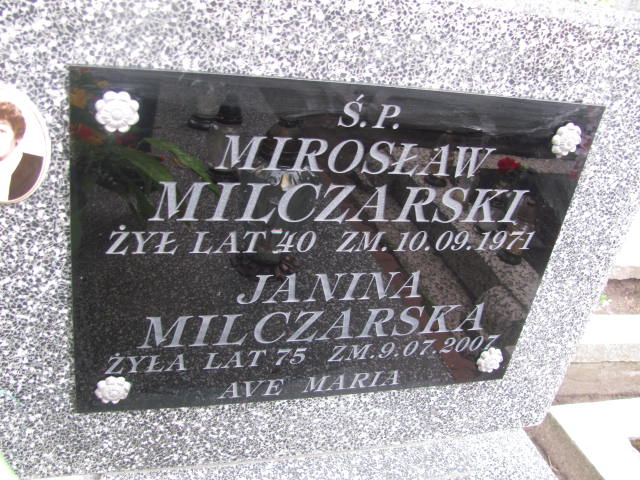 Ś.P.
MIROSŁAW
MILCZARSKI
ŻYŁ LAT 40 ZM. 10.09.1971
JANINA
MILCZARSKA
ŻYŁA LAT 75 ZM. 9.07.2007
AVE MARIA